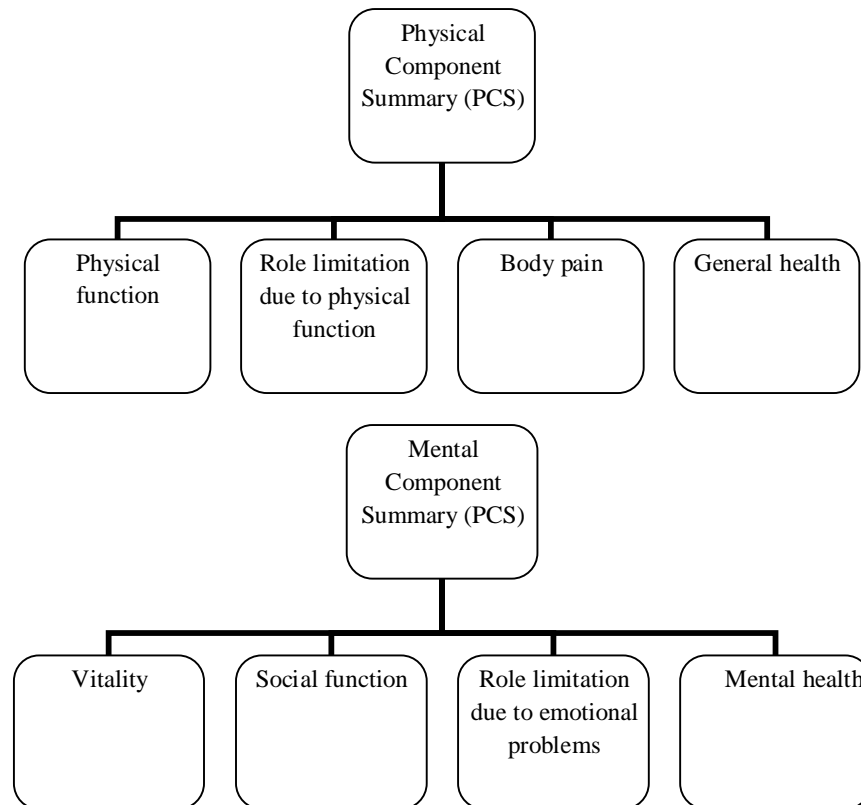 Physical
Component
Summary (PCS)
Physical
function
Role limitation
due to physical
function
Body pain
General health
Mental
Component
Summary (PCS)
Vitality
Social function
Role limitation
due to emotional
problems
Mental health